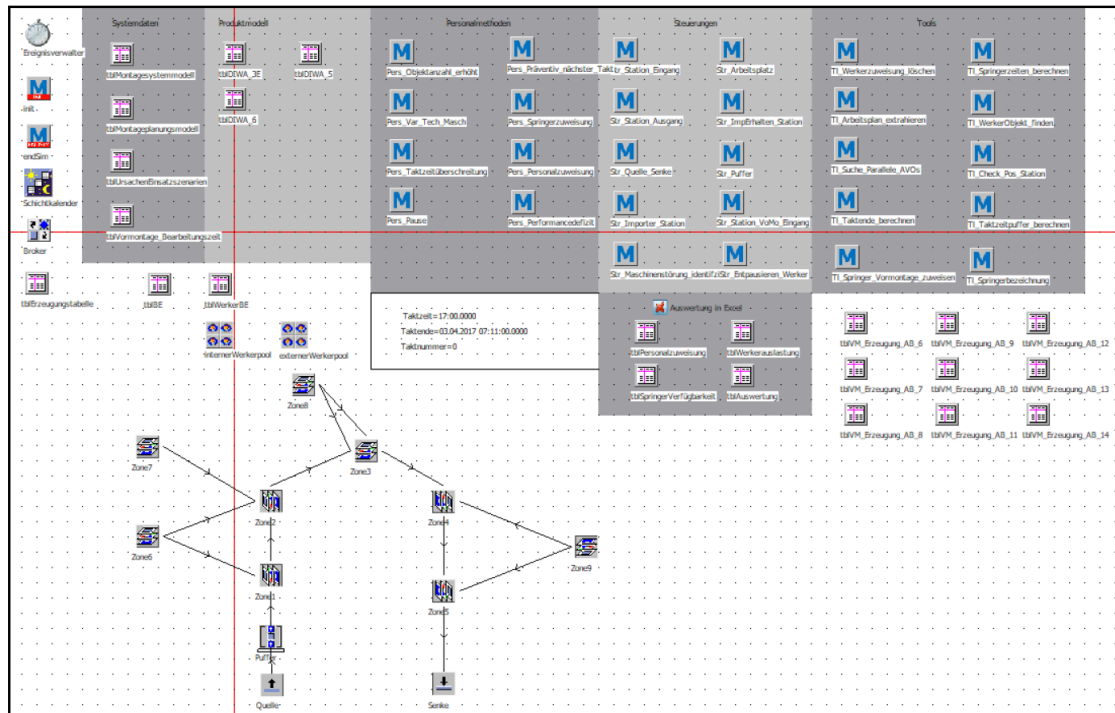 Systemdaten
Produktmodell
Personalmethoden
Steuerungen
Tools
Ereignisverwalter
Init
endSim
Schichtkalender
Broker
tblMontagesystemmodell
tblMontageplanungsmodell
tblUrsachenEinsatzszenarien
tblVormontage_Bearbeitungszeit
tblDIWA_3E
tblDIWA_5
tblDIWA_6
Pers_Objektanzahl_erhöht
Pers_Präventiv_nächster_Takt
Pers_Var_Tech_Masch
Pers_Springerzuweisung
Pers_Taktzeitüberschreitung
Pers_Personalzuweisung
Pers_Pause
Pers_Performancedefizit
Str_Station_Eingang
Str_Arbeitsplatz
Str_Station_Ausgang
Str_ImpErhalten_Station
Str_Quelle_Senke
Str_Puffer
Str_Importer_Station
Str_Station_VoMo_Eingang
Str_Entpausieren_Werker
TI_Werkerzuweisung_löschen
TI_Springerzeiten_berechnen
TI_Arbeitsplan_extrahieren
TI_WerkerObjekt_finden
TI_Suche_Parallele_AVOs
TI_Check_Pos_Station
TI_Taktende_berechnen
TI_Taktzeitpuffer_berechnen
TI_Springer_Vormontage_zuweisen
TI_Springerbezeichnung
tblErzeugungstabelle
tblBE
tblWerkerBE
internerWerkerpool
externerWerkerpool
Taktzeit=17:00.0000
Taktende=03.04.2017 07:11:00.0000
Taktnummer=0
Auswertung in Excel
tblPersonalzuweisung
tblWerkerauslastung
tblSpringerVerfügbarkeit
tblAuswertung
tblVM_Erzeugung_AB_6
tblVM_Erzeugung_AB_9
tblVM_Erzeugung_AB_12
tblVM_Erzeugung_AB_7
tblVM_Erzeugung_AB_10
tblVM_Erzeugung_AB_13
tblVM_Erzeugung_AB_8
tblVM_Erzeugung_AB_11
tblVM_Erzeugung_AB_14
Zone8
Zone7
Zone3
Zone2
Zone4
Zone6
Zone9
Zone1
Zone5
Puffer
Quelle
Senke